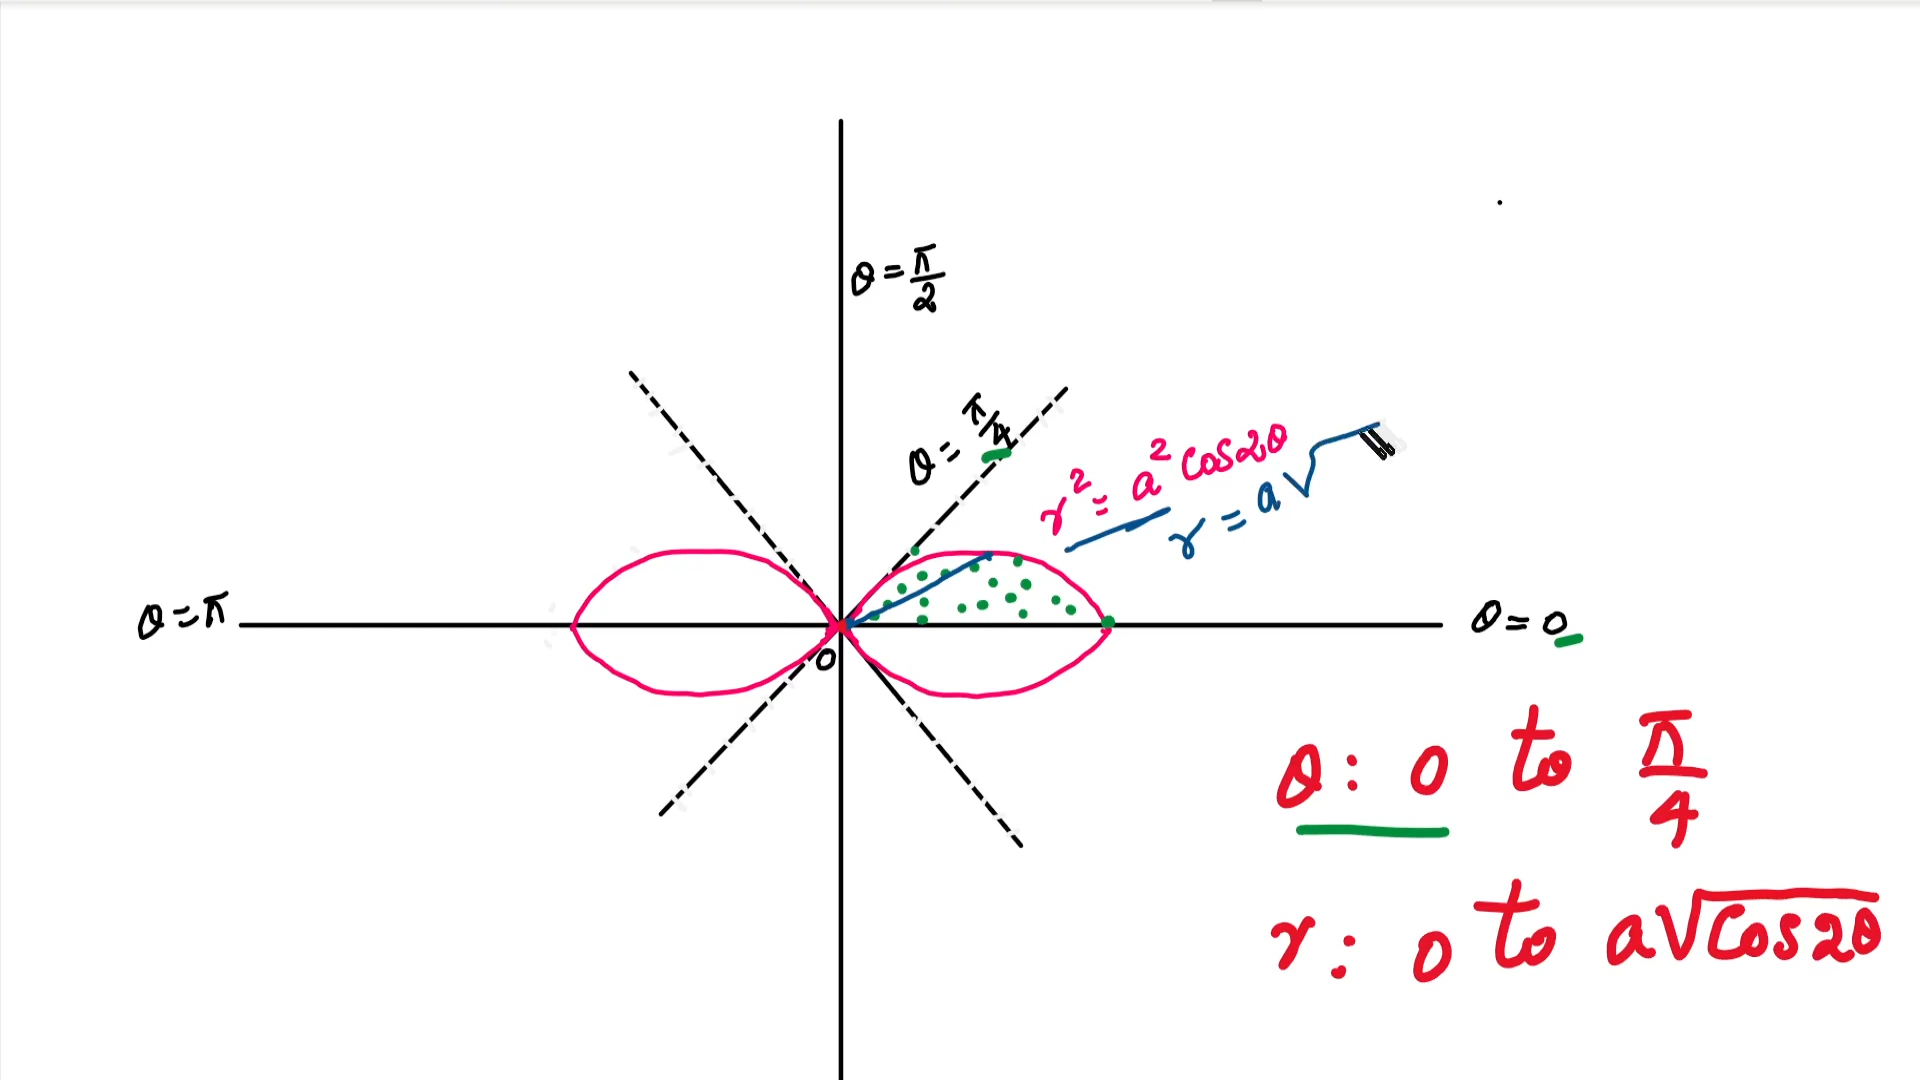 θ = π/2
θ = π/4
r² = a² cos2θ
r = a√
θ = π
θ = 0
0
θ : 0 to π/4
r : 0 to a√cos2θ